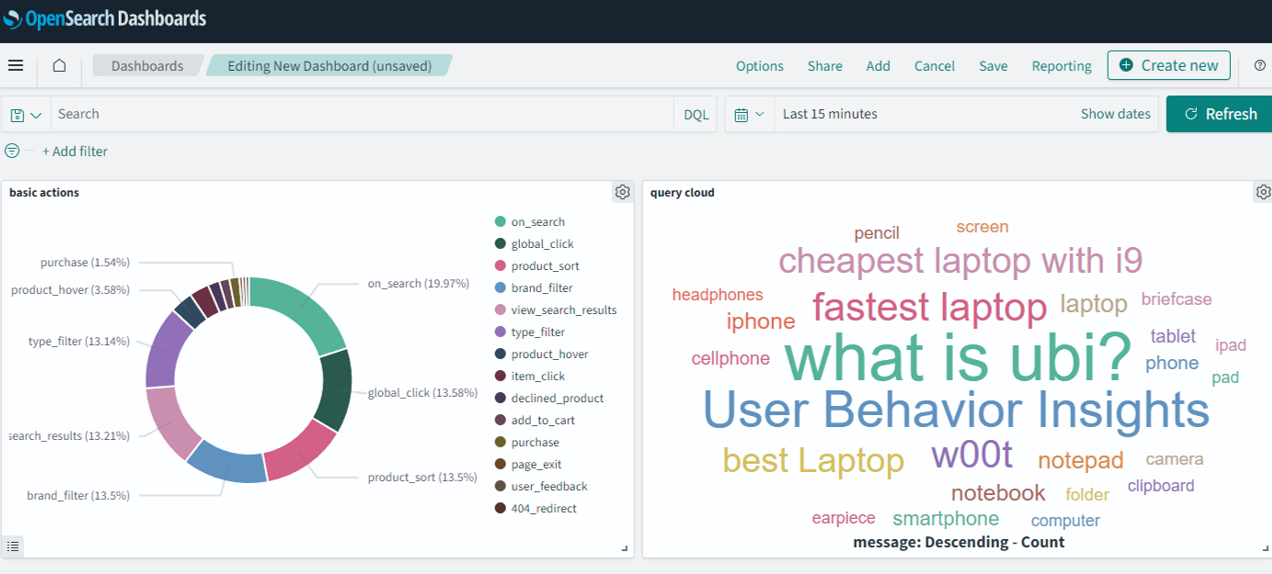 OpenSearch Dashboards
Dashboards
Editing New Dashboard (unsaved)
Options Share Add Cancel Save Reporting Create new
Search
DQL
Last 15 minutes
Show dates
Refresh
+ Add filter
basic actions
purchase (1.54%)
product_hover (3.58%)
type_filter (13.14%)
search_results (13.21%)
brand_filter (13.5%)
on_search (19.97%)
global_click (13.58%)
product_sort (13.5%)
on_search
global_click
product_sort
brand_filter
view_search_results
type_filter
product_hover
item_click
declined_product
add_to_cart
purchase
page_exit
user_feedback
404_redirect
query cloud
pencil
screen
cheapest laptop with i9
headphones
fastest laptop
laptop
briefcase
iphone
cellphone
what is ubi?
tablet
ipad
phone
pad
User Behavior Insights
best Laptop
w00t
notepad
camera
notebook
folder
clipboard
earpiece
smartphone
computer
message: Descending - Count